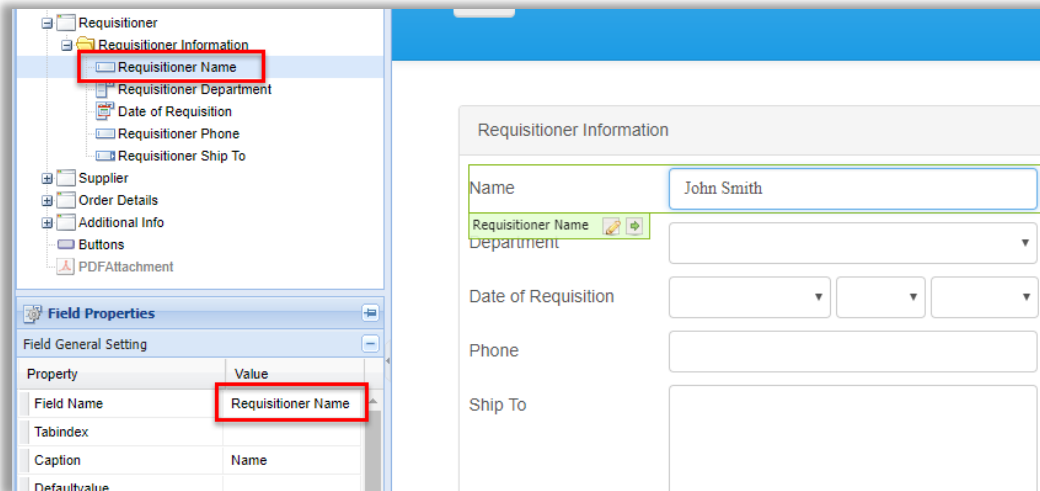 Requisitioner
Requisitioner Information
Requisitioner Name
Requisitioner Department
Date of Requisition
Requisitioner Phone
Requisitioner Ship To
Supplier
Order Details
Additional Info
Buttons
PDFAttachment
Field Properties
Field General Setting
Property Value
Field Name Requisitioner Name
Tabindex
Caption Name
Defaultvalue
Requisitioner Information
Name John Smith
Requisitioner Name
Department
Date of Requisition
Phone
Ship To